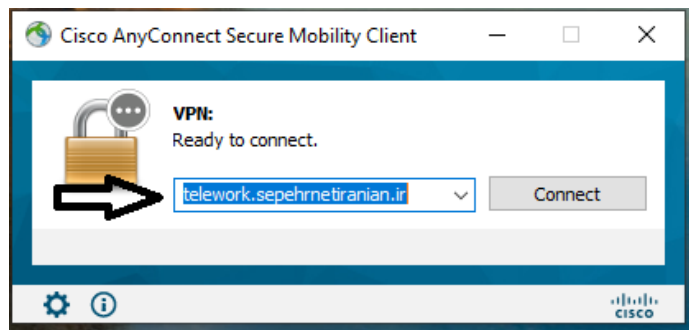 Cisco AnyConnect Secure Mobility Client
VPN:
Ready to connect.
telework.sepehrnetiranian.ir
Connect
CISCO